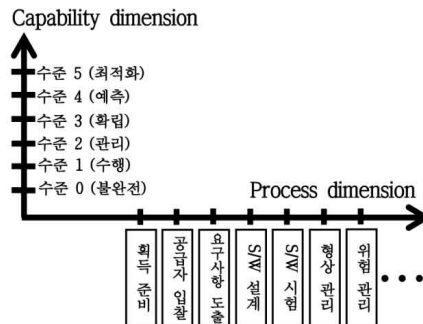 Capability dimension
수준 5 (최적화)
수준 4 (예측)
수준 3 (확립)
수준 2 (관리)
수준 1 (수행)
수준 0 (불완전)
Process dimension
획득 준비
공급자 입찰
요구사항 도출
S/W 설계
S/W 시험
형상 관리
위험 관리